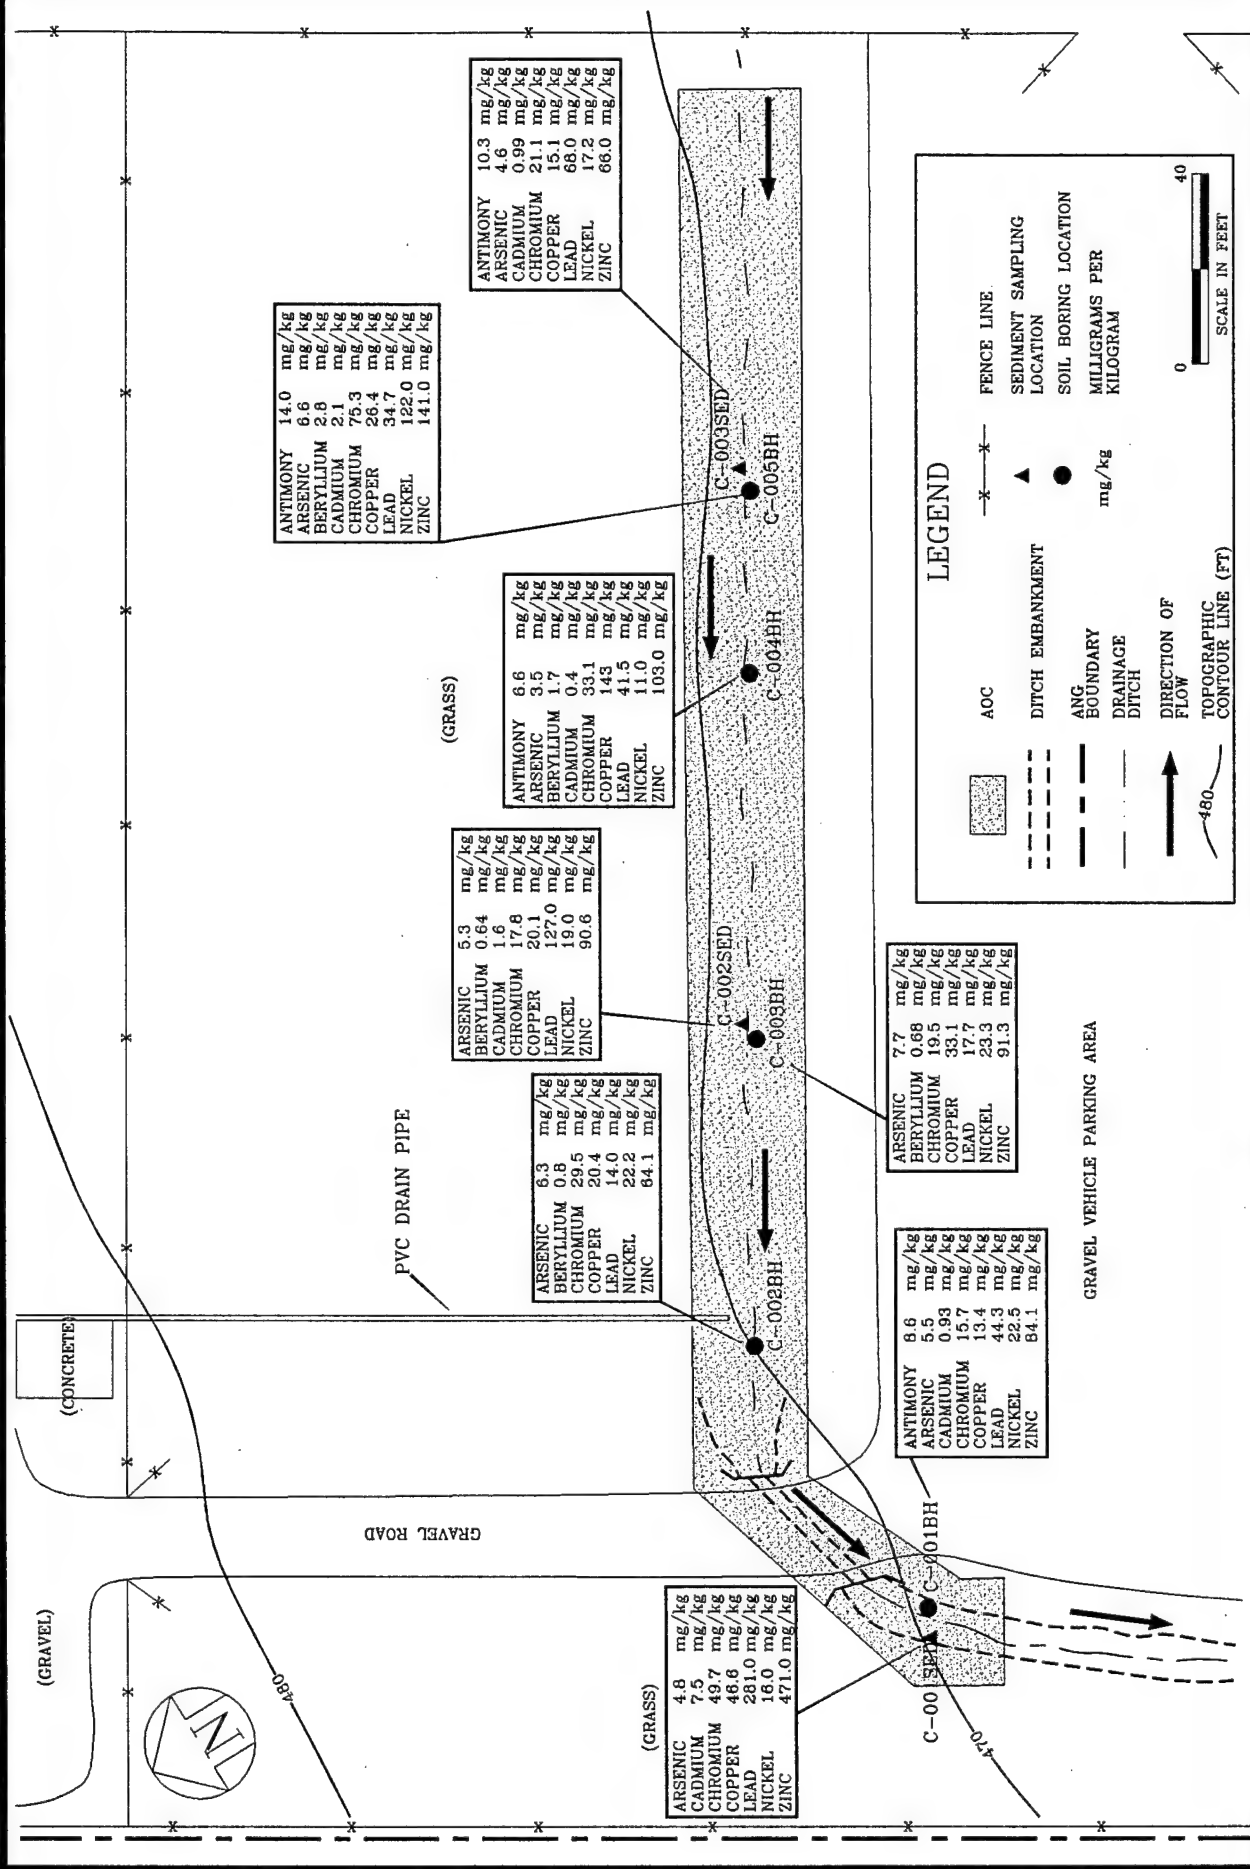 (GRAVEL)
(CONCRETE)
PVC DRAIN PIPE
GRAVEL ROAD
480
(GRASS)
ARSENIC 4.8 mg/kg
CADMIUM 7.5 mg/kg
CHROMIUM 49.7 mg/kg
COPPER 46.6 mg/kg
LEAD 281.0 mg/kg
NICKEL 16.0 mg/kg
ZINC 471.0 mg/kg
ARSENIC 6.3 mg/kg
BERYLLIUM 0.8 mg/kg
CHROMIUM 29.5 mg/kg
COPPER 20.4 mg/kg
LEAD 14.0 mg/kg
NICKEL 22.2 mg/kg
ZINC 64.1 mg/kg
ARSENIC 5.3 mg/kg
BERYLLIUM 0.64 mg/kg
CADMIUM 1.6 mg/kg
CHROMIUM 17.8 mg/kg
COPPER 20.1 mg/kg
LEAD 127.0 mg/kg
NICKEL 19.0 mg/kg
ZINC 90.6 mg/kg
(GRASS)
ANTIMONY 6.6 mg/kg
ARSENIC 3.5 mg/kg
BERYLLIUM 1.7 mg/kg
CADMIUM 0.4 mg/kg
CHROMIUM 33.1 mg/kg
COPPER 143 mg/kg
LEAD 41.5 mg/kg
NICKEL 11.0 mg/kg
ZINC 103.0 mg/kg
ANTIMONY 14.0 mg/kg
ARSENIC 6.6 mg/kg
BERYLLIUM 2.8 mg/kg
CADMIUM 2.1 mg/kg
CHROMIUM 75.3 mg/kg
COPPER 26.4 mg/kg
LEAD 34.7 mg/kg
NICKEL 122.0 mg/kg
ZINC 141.0 mg/kg
ANTIMONY 10.3 mg/kg
ARSENIC 4.6 mg/kg
CADMIUM 0.99 mg/kg
CHROMIUM 21.1 mg/kg
COPPER 15.1 mg/kg
LEAD 68.0 mg/kg
NICKEL 17.2 mg/kg
ZINC 66.0 mg/kg
C-002SED
C-003SED
C-002BH
C-003BH
C-004BH
C-005BH
C-001BH
470
ANTIMONY 8.6 mg/kg
ARSENIC 5.5 mg/kg
CADMIUM 0.93 mg/kg
CHROMIUM 15.7 mg/kg
COPPER 13.4 mg/kg
LEAD 44.3 mg/kg
NICKEL 22.5 mg/kg
ZINC 84.1 mg/kg
ARSENIC 7.7 mg/kg
BERYLLIUM 0.68 mg/kg
CHROMIUM 19.5 mg/kg
COPPER 33.1 mg/kg
LEAD 17.7 mg/kg
NICKEL 23.3 mg/kg
ZINC 91.3 mg/kg
GRAVEL VEHICLE PARKING AREA
LEGEND
AOC
DITCH EMBANKMENT
ANG
BOUNDARY
DRAINAGE
DITCH
DIRECTION OF
FLOW
480
TOPOGRAPHIC
CONTOUR LINE (FT)
FENCE LINE
SEDIMENT SAMPLING
LOCATION
SOIL BORING LOCATION
mg/kg MILLIGRAMS PER
KILOGRAM
0 40
SCALE IN FEET
N